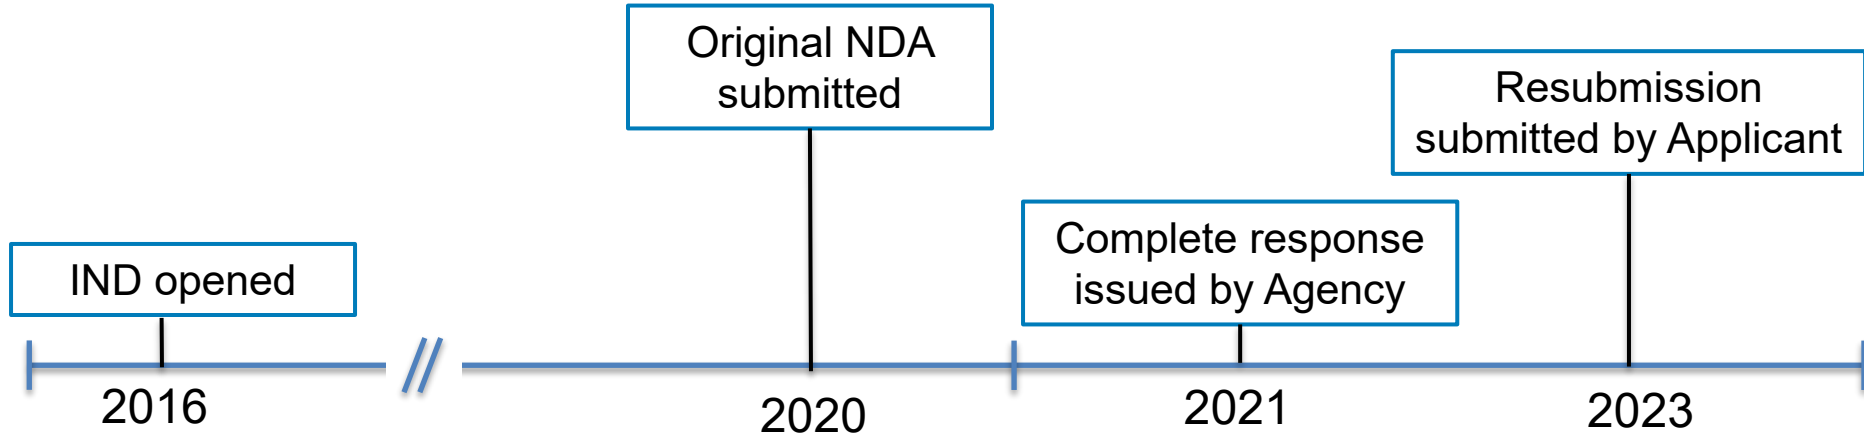 IND opened
2016
Original NDA
submitted
2020
Complete response
issued by Agency
2021
Resubmission
submitted by Applicant
2023